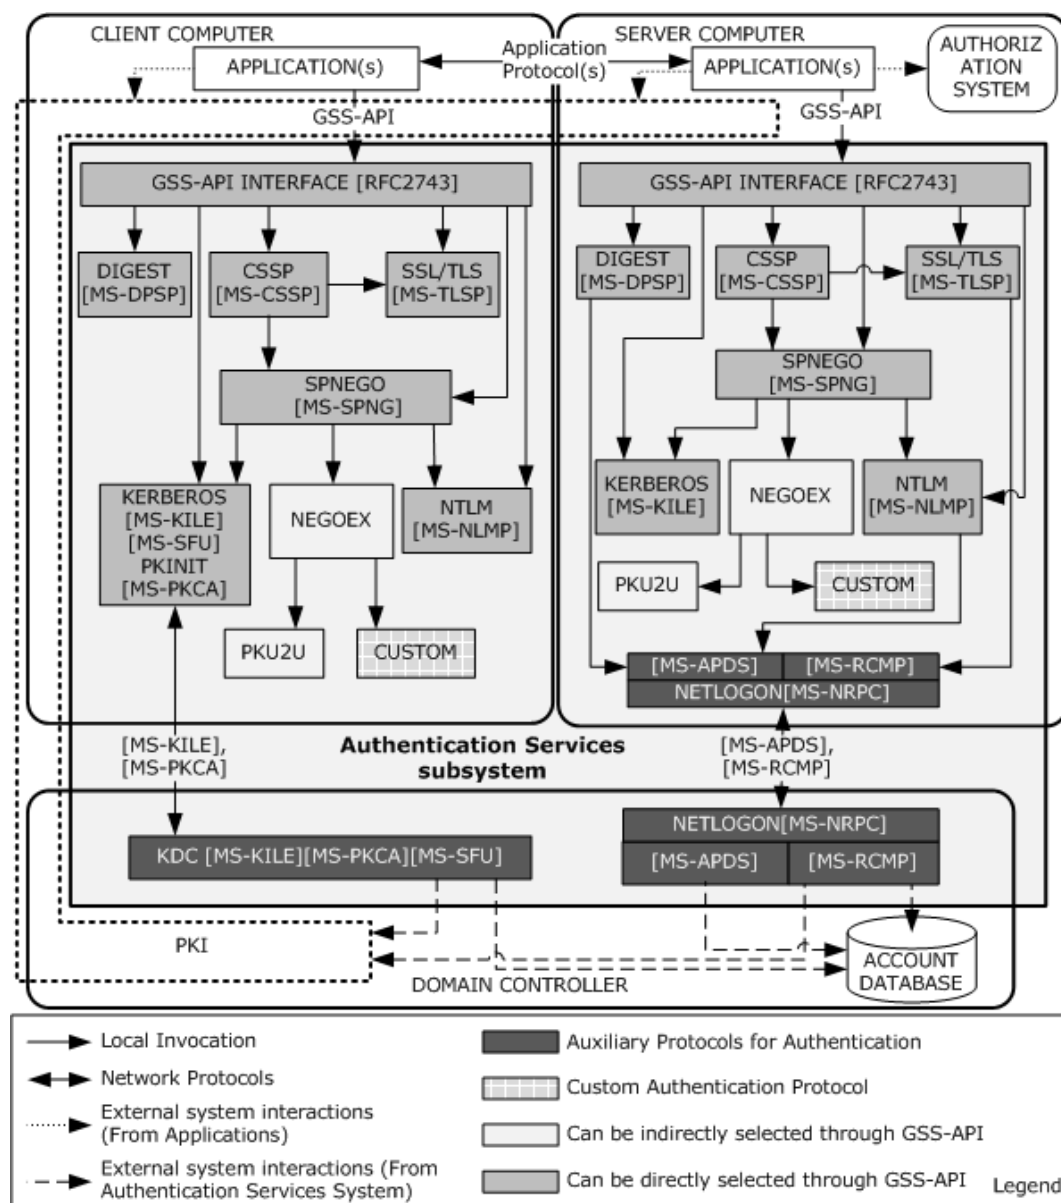 CLIENT COMPUTER
SERVER COMPUTER
Application
Protocol(s)
APPLICATION(s)
APPLICATION(s)
AUTHORIZ
ATION
SYSTEM
GSS-API
GSS-API
GSS-API INTERFACE [RFC2743]
GSS-API INTERFACE [RFC2743]
DIGEST
[MS-DPSP]
CSSP
[MS-CSSP]
SSL/TLS
[MS-TLSP]
DIGEST
[MS-DPSP]
CSSP
[MS-CSSP]
SSL/TLS
[MS-TLSP]
SPNEGO
[MS-SPNG]
SPNEGO
[MS-SPNG]
KERBEROS
[MS-KILE]
[MS-SFU]
PKINIT
[MS-PKCA]
NEGOEX
NTLM
[MS-NLMP]
KERBEROS
[MS-KILE]
NEGOEX
NTLM
[MS-NLMP]
PKU2U
CUSTOM
PKU2U
CUSTOM
[MS-APDS]
[MS-RCMP]
NETLOGON[MS-NRPC]
[MS-KILE],
[MS-PKCA]
Authentication Services
subsystem
[MS-APDS],
[MS-RCMP]
KDC [MS-KILE][MS-PKCA][MS-SFU]
NETLOGON[MS-NRPC]
[MS-APDS]
[MS-RCMP]
PKI
DOMAIN CONTROLLER
ACCOUNT
DATABASE
Local Invocation
Network Protocols
External system interactions
(From Applications)
External system interactions (From
Authentication Services System)
Auxiliary Protocols for Authentication
Custom Authentication Protocol
Can be indirectly selected through GSS-API
Can be directly selected through GSS-API
Legend